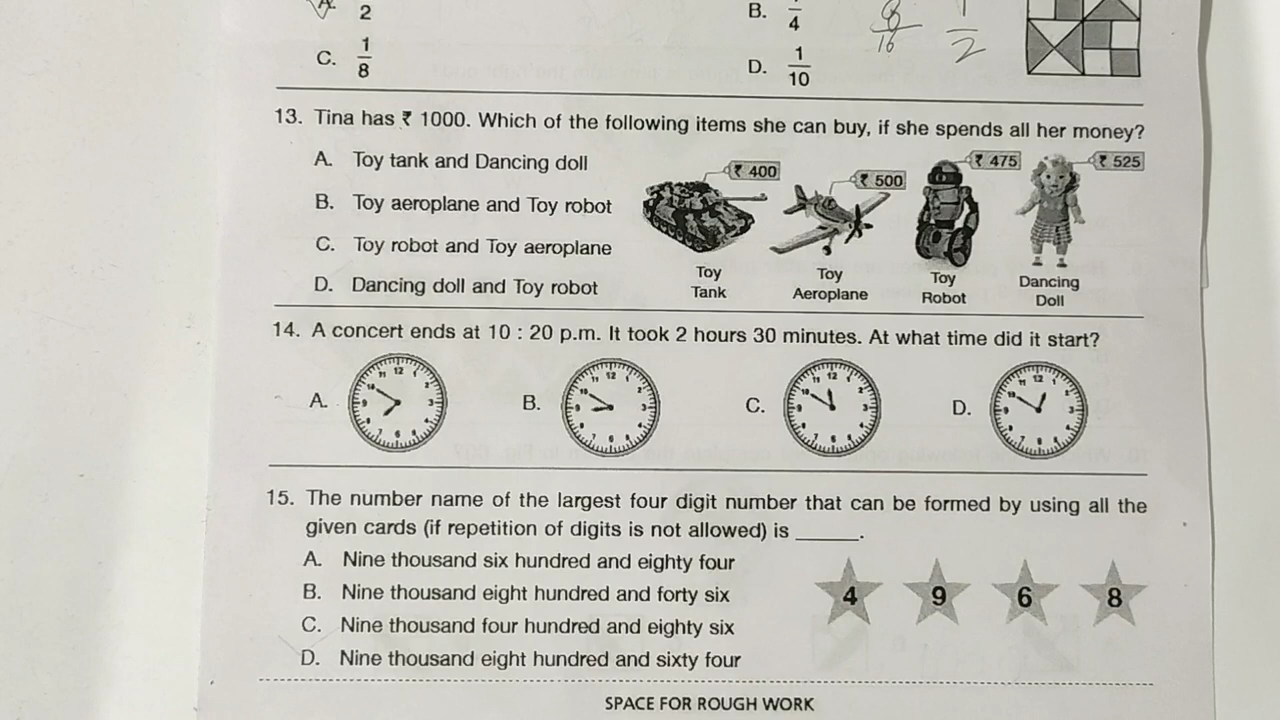 A. 1/2
B. 1/4
8/16 1/2
C. 1/8
D. 1/10
13. Tina has ₹ 1000. Which of the following items she can buy, if she spends all her money?
A. Toy tank and Dancing doll
B. Toy aeroplane and Toy robot
C. Toy robot and Toy aeroplane
D. Dancing doll and Toy robot
₹ 400
₹ 500
₹ 475
₹ 525
Toy Tank
Toy Aeroplane
Toy Robot
Dancing Doll
14. A concert ends at 10 : 20 p.m. It took 2 hours 30 minutes. At what time did it start?
A.
B.
C.
D.
15. The number name of the largest four digit number that can be formed by using all the
given cards (if repetition of digits is not allowed) is _____.
A. Nine thousand six hundred and eighty four
B. Nine thousand eight hundred and forty six
C. Nine thousand four hundred and eighty six
D. Nine thousand eight hundred and sixty four
4 9 6 8
SPACE FOR ROUGH WORK